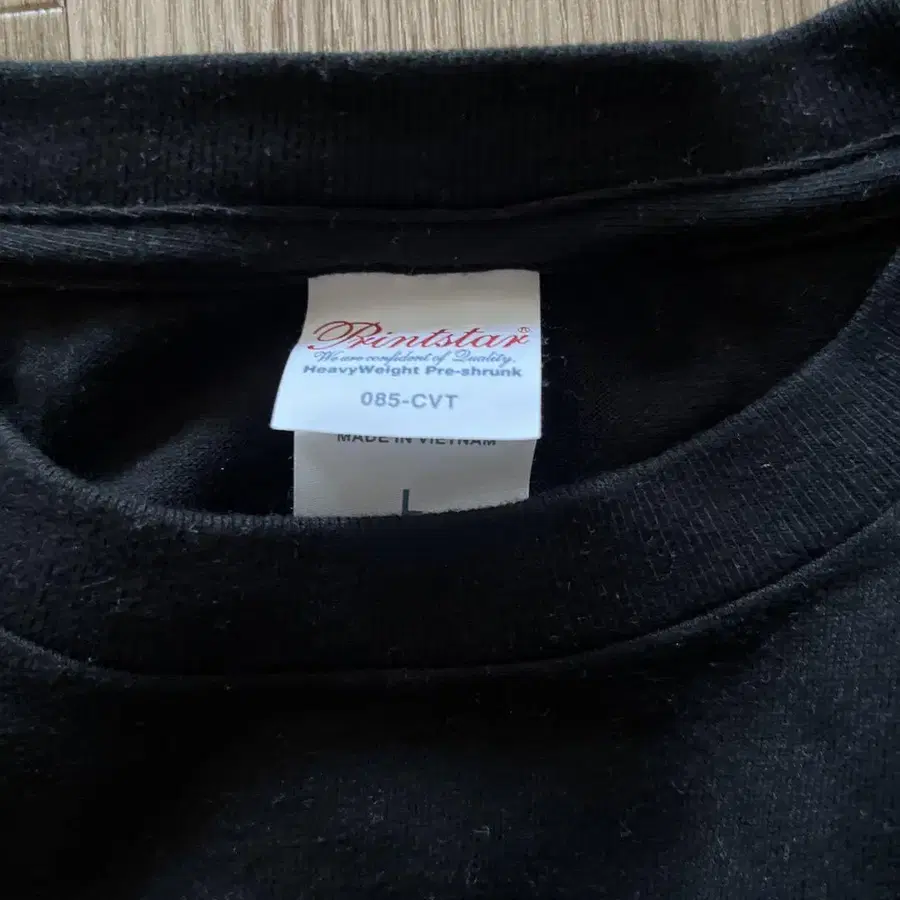 Printstar®
We are confident of Quality.
HeavyWeight Pre-shrunk
085-CVT
MADE IN VIETNAM
L